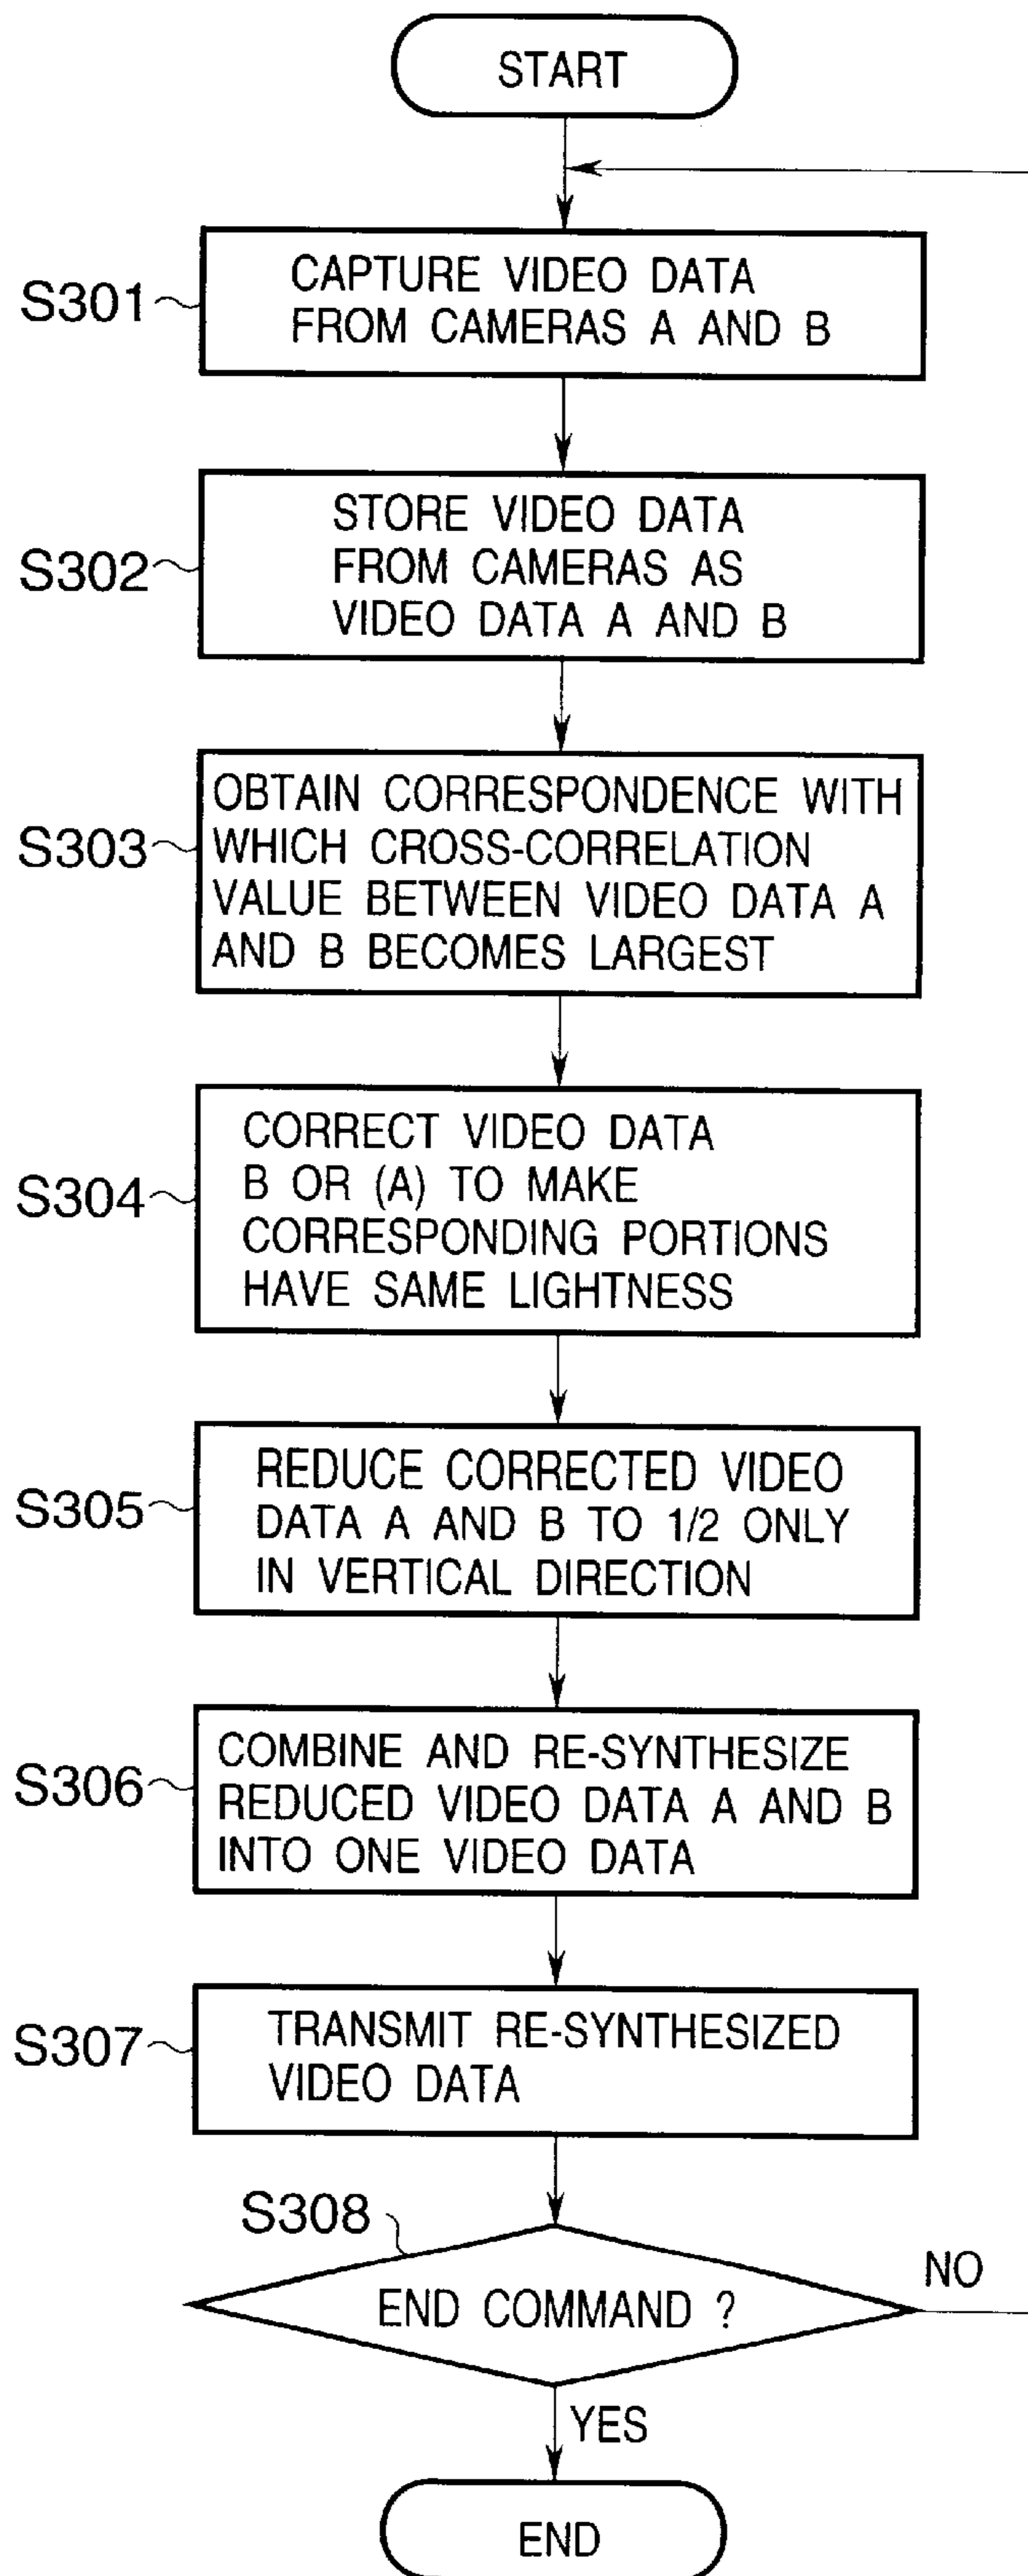 START
S301
CAPTURE VIDEO DATA
FROM CAMERAS A AND B
S302
STORE VIDEO DATA
FROM CAMERAS AS
VIDEO DATA A AND B
S303
OBTAIN CORRESPONDENCE WITH
WHICH CROSS-CORRELATION
VALUE BETWEEN VIDEO DATA A
AND B BECOMES LARGEST
S304
CORRECT VIDEO DATA
B OR (A) TO MAKE
CORRESPONDING PORTIONS
HAVE SAME LIGHTNESS
S305
REDUCE CORRECTED VIDEO
DATA A AND B TO 1/2 ONLY
IN VERTICAL DIRECTION
S306
COMBINE AND RE-SYNTHESIZE
REDUCED VIDEO DATA A AND B
INTO ONE VIDEO DATA
S307
TRANSMIT RE-SYNTHESIZED
VIDEO DATA
S308
END COMMAND ?
NO
YES
END